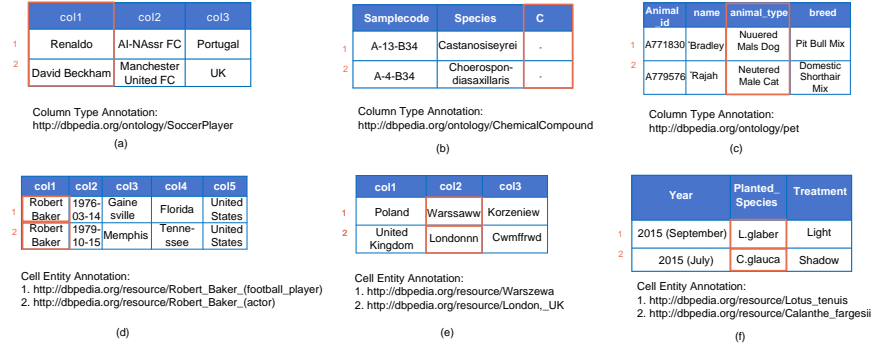 col1 col2 col3
1 Renaldo Al-NAssr FC Portugal
2 David Beckham Manchester United FC UK
Column Type Annotation:
http://dbpedia.org/ontology/SoccerPlayer
(a)
Samplecode Species C
1 A-13-B34 Castanosiseyrei .
2 A-4-B34 Choerospon-diasaxillaris .
Column Type Annotation:
http://dbpedia.org/ontology/ChemicalCompound
(b)
Animal_id name animal_type breed
1 A771830 *Bradley Nuuered Mals Dog Pit Bull Mix
2 A779576 *Rajah Neutered Male Cat Domestic Shorthair Mix
Column Type Annotation:
http://dbpedia.org/ontology/pet
(c)
col1 col2 col3 col4 col5
1 Robert Baker 1976-03-14 Gaine sville Florida United States
2 Robert Baker 1979-10-15 Memphis Tenne-ssee United States
Cell Entity Annotation:
1. http://dbpedia.org/resource/Robert_Baker_(football_player)
2. http://dbpedia.org/resource/Robert_Baker_(actor)
(d)
col1 col2 col3
1 Poland Warssaww Korzeniew
2 United Kingdom Londonnn Cwmffrwd
Cell Entity Annotation:
1. http://dbpedia.org/resource/Warszewa
2. http://dbpedia.org/resource/London,_UK
(e)
Year Planted_Species Treatment
1 2015 (September) L.glaber Light
2 2015 (July) C.glauca Shadow
Cell Entity Annotation:
1. http://dbpedia.org/resource/Lotus_tenuis
2. http://dbpedia.org/resource/Calanthe_fargesii
(f)